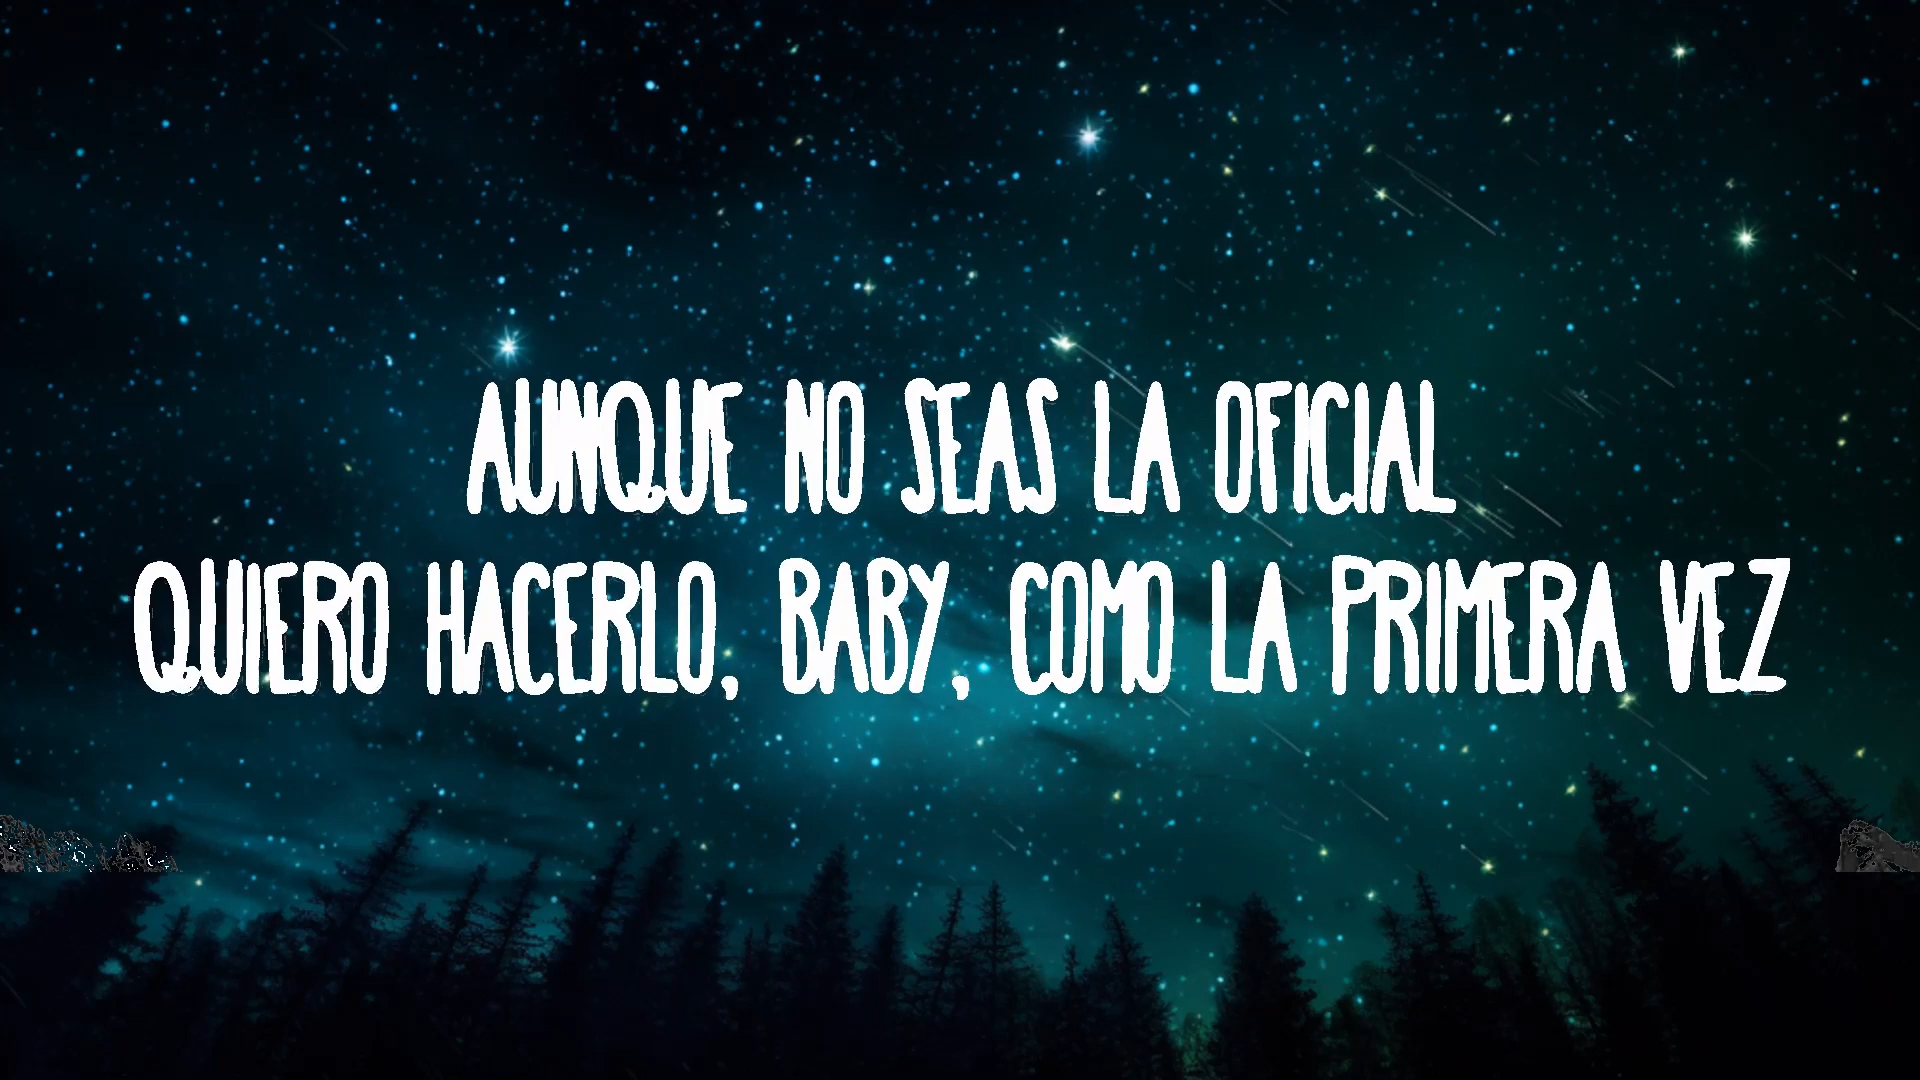 AUNQUE NO SEAS LA OFICIAL
QUIERO HACERLO, BABY, COMO LA PRIMERA VEZ